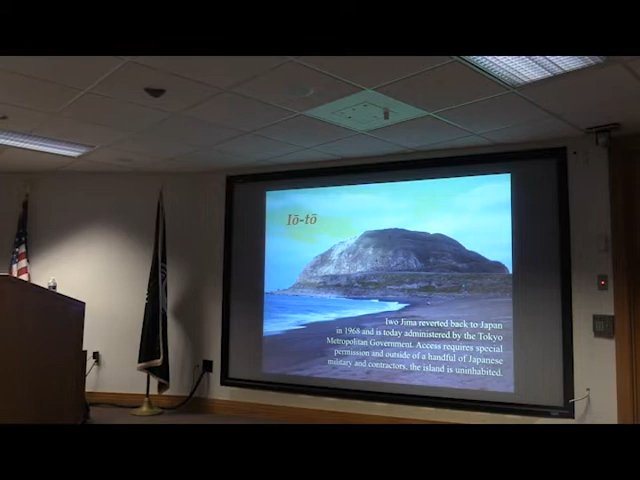 Iō-tō
Iwo Jima reverted back to Japan
in 1968 and is today administered by the Tokyo
Metropolitan Government. Access requires special
permission and outside of a handful of Japanese
military and contractors, the island is uninhabited.